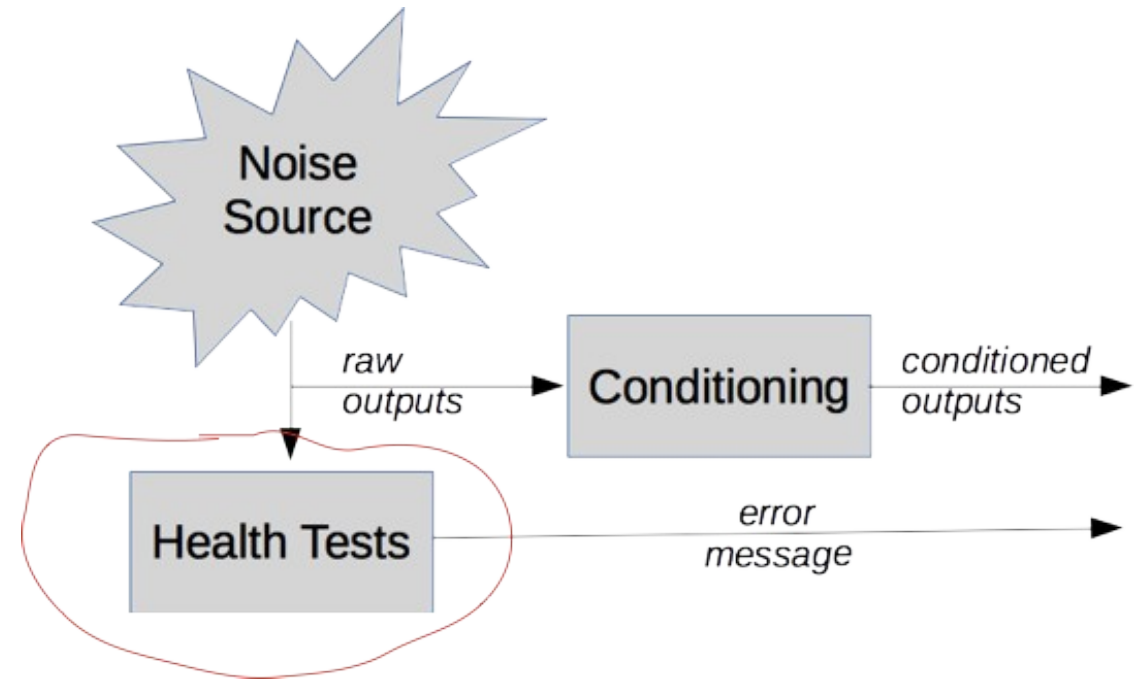 Noise
Source
raw
outputs
Conditioning
conditioned
outputs
Health Tests
error
message